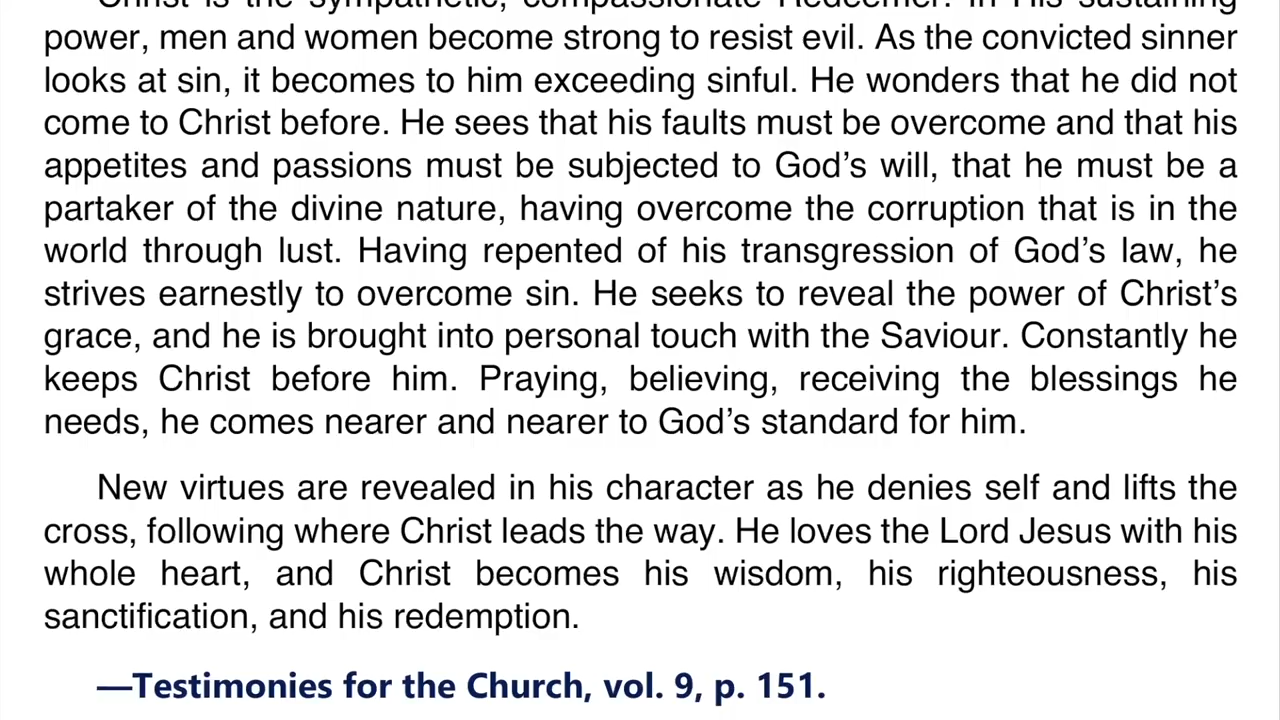 Christ is the sympathetic, compassionate Redeemer. In His sustaining
power, men and women become strong to resist evil. As the convicted sinner
looks at sin, it becomes to him exceeding sinful. He wonders that he did not
come to Christ before. He sees that his faults must be overcome and that his
appetites and passions must be subjected to God’s will, that he must be a
partaker of the divine nature, having overcome the corruption that is in the
world through lust. Having repented of his transgression of God’s law, he
strives earnestly to overcome sin. He seeks to reveal the power of Christ’s
grace, and he is brought into personal touch with the Saviour. Constantly he
keeps Christ before him. Praying, believing, receiving the blessings he
needs, he comes nearer and nearer to God’s standard for him.
New virtues are revealed in his character as he denies self and lifts the
cross, following where Christ leads the way. He loves the Lord Jesus with his
whole heart, and Christ becomes his wisdom, his righteousness, his
sanctification, and his redemption.
—Testimonies for the Church, vol. 9, p. 151.